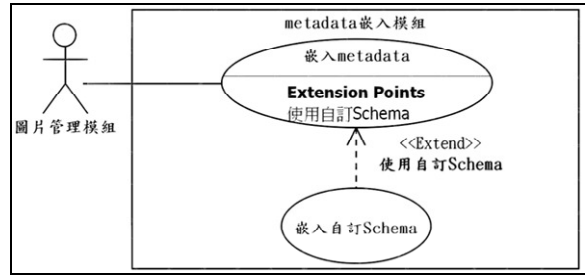 metadata嵌入模組
嵌入metadata
Extension Points
使用自訂Schema
圖片管理模組
<<Extend>>
使用自訂Schema
嵌入自訂Schema